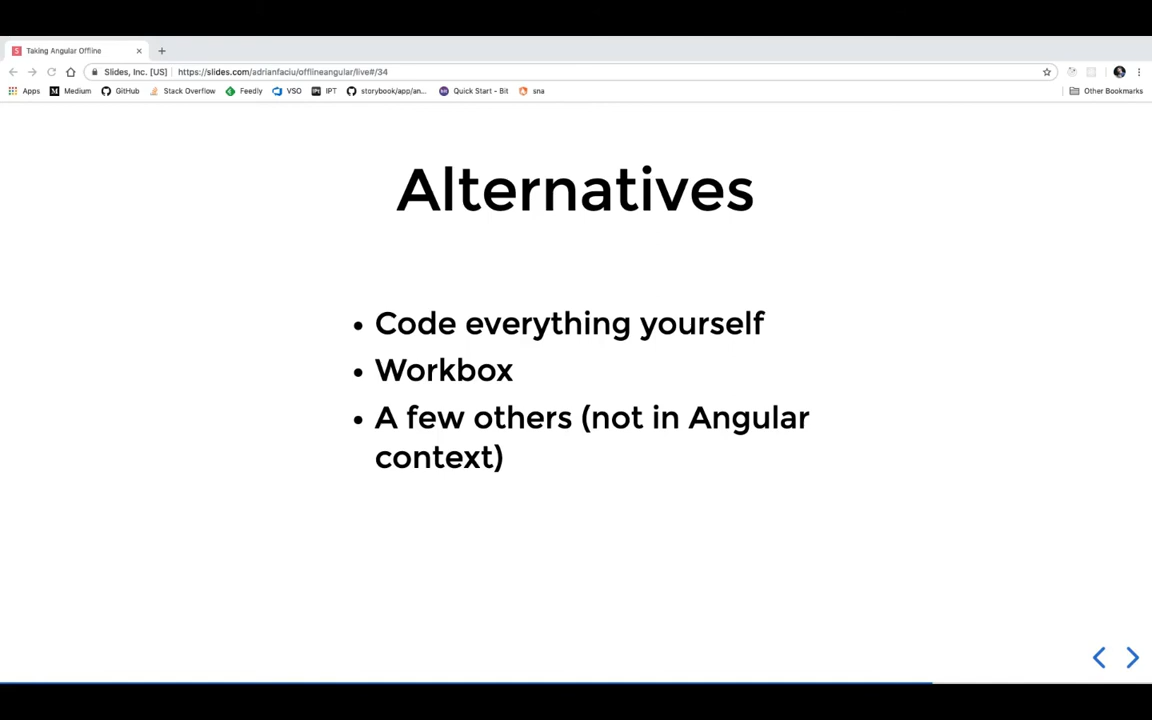 Taking Angular Offline
Slides, Inc. [US] https://slides.com/adrianfaciu/offlineangular/live#/34
Apps Medium GitHub Stack Overflow Feedly VSO IPT storybook/app/an... Quick Start - Bit sna Other Bookmarks
Alternatives
• Code everything yourself
• Workbox
• A few others (not in Angular
context)